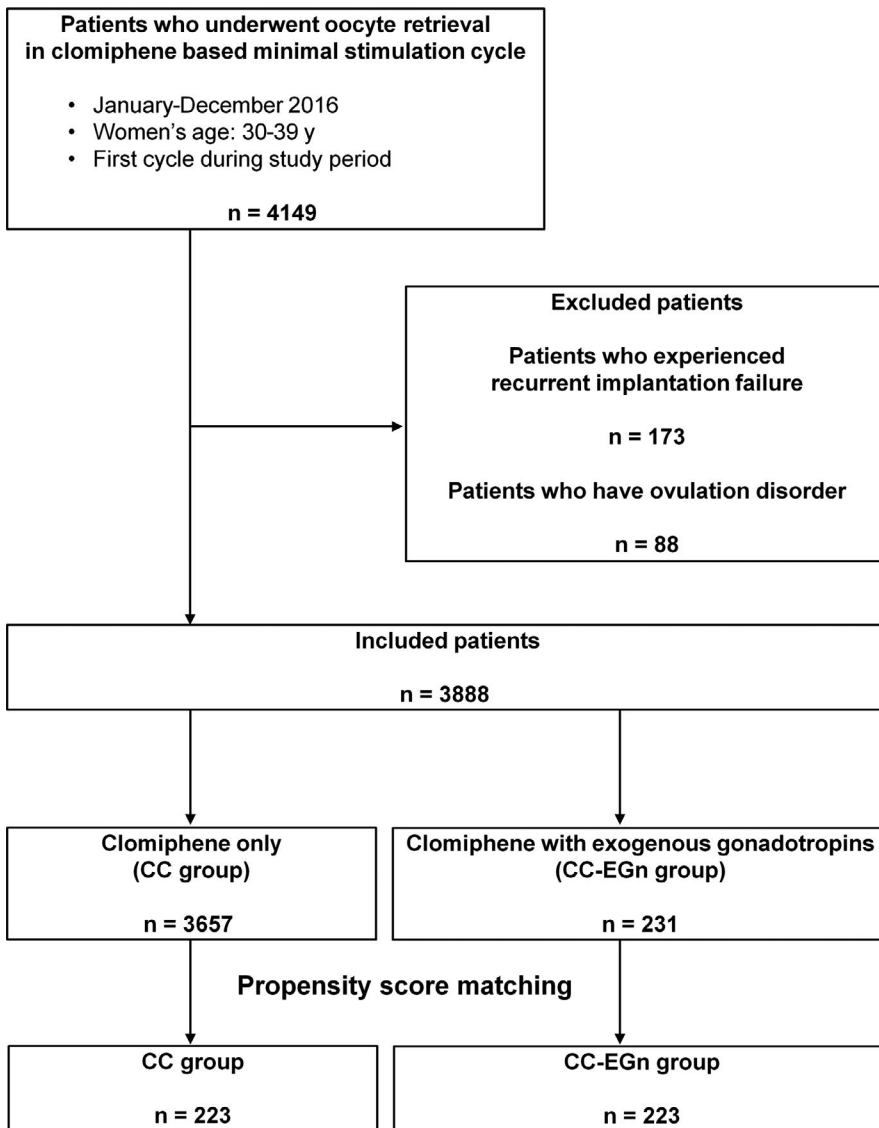 Patients who underwent oocyte retrieval
in clomiphene based minimal stimulation cycle
• January-December 2016
• Women's age: 30-39 y
• First cycle during study period
n = 4149
Excluded patients
Patients who experienced
recurrent implantation failure
n = 173
Patients who have ovulation disorder
n = 88
Included patients
n = 3888
Clomiphene only
(CC group)
n = 3657
Clomiphene with exogenous gonadotropins
(CC-EGn group)
n = 231
Propensity score matching
CC group
n = 223
CC-EGn group
n = 223